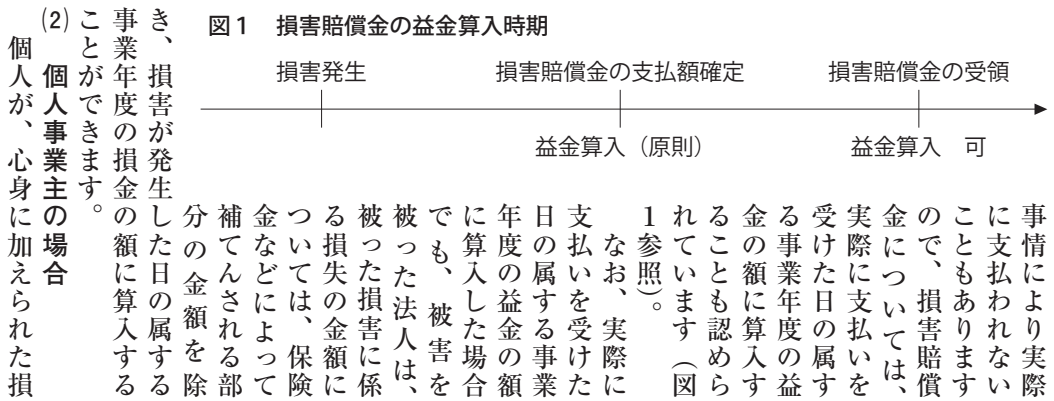 図1 損害賠償金の益金算入時期
損害発生
損害賠償金の支払額確定
損害賠償金の受領
益金算入（原則）
益金算入 可
事情により実際
に支払われない
こともあります
ので、損害賠償
金については、
実際に支払いを
受けた日の属す
る事業年度の益
金の額に算入す
ることも認めら
れています（図
1参照）。
なお、実際に
支払いを受けた
日の属する事業
年度の益金の額
に算入した場合
でも、被害を
被った法人は、
被った損害に係
る損失の金額に
ついては、保険
金などによって
補てんされる部
分の金額を除
き、損害が発生した日の属する
事業年度の損金の額に算入する
ことができます。
(2) 個人事業主の場合
個人が、心身に加えられた損